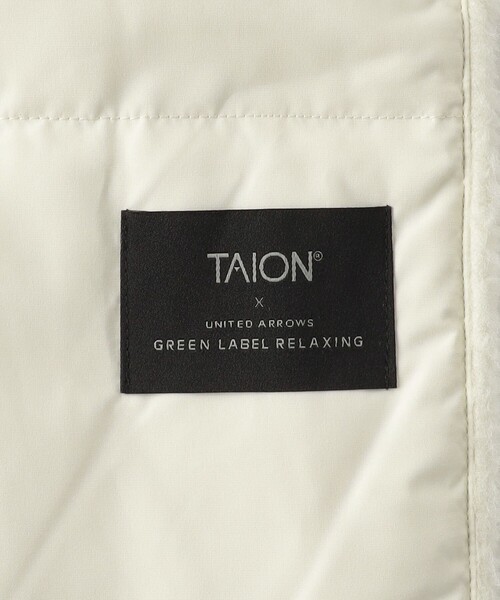 TAION®
X
UNITED ARROWS
GREEN LABEL RELAXING